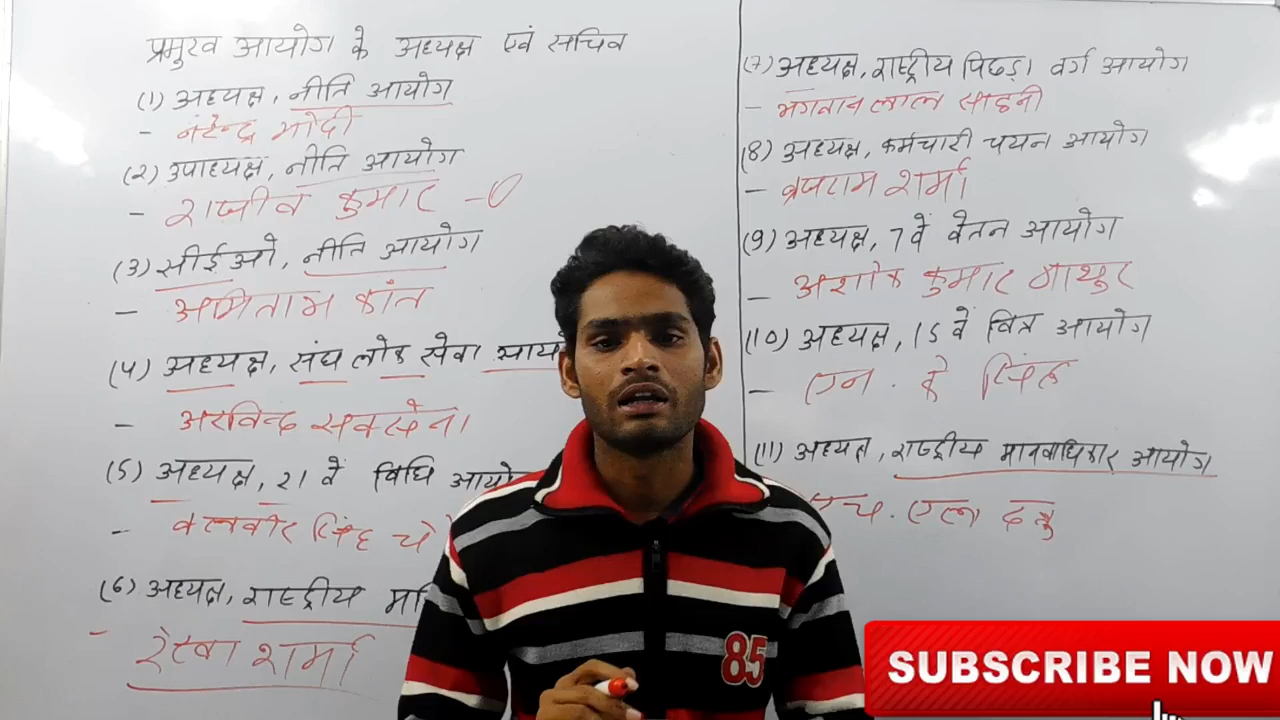 प्रमुख आयोग के अध्यक्ष एवं सचिव
(1) अध्यक्ष, नीति आयोग
- नरेन्द्र मोदी
(2) उपाध्यक्ष, नीति आयोग
- राजीव कुमार
(3) सीईओ, नीति आयोग
- अमिताभ कांत
(4) अध्यक्ष, संघ लोक सेवा
- अरविन्द सक्सेना
(5) अध्यक्ष, 21 वें विधि
- बलबीर सिंह
(6) अध्यक्ष, राष्ट्रीय
- रेखा शर्मा
(7) अध्यक्ष, राष्ट्रीय पिछड़ा वर्ग आयोग
- भगवान लाल साहनी
(8) अध्यक्ष, कर्मचारी चयन आयोग
- ब्रजराम शर्मा
(9) अध्यक्ष, 7 वें वेतन आयोग
- अशोक कुमार माथुर
(10) अध्यक्ष, 15 वें वित्त आयोग
- एन. के सिंह
(11) अध्यक्ष, राष्ट्रीय मानवाधिकार आयोग
एच. एल दत्तु
85
SUBSCRIBE NOW